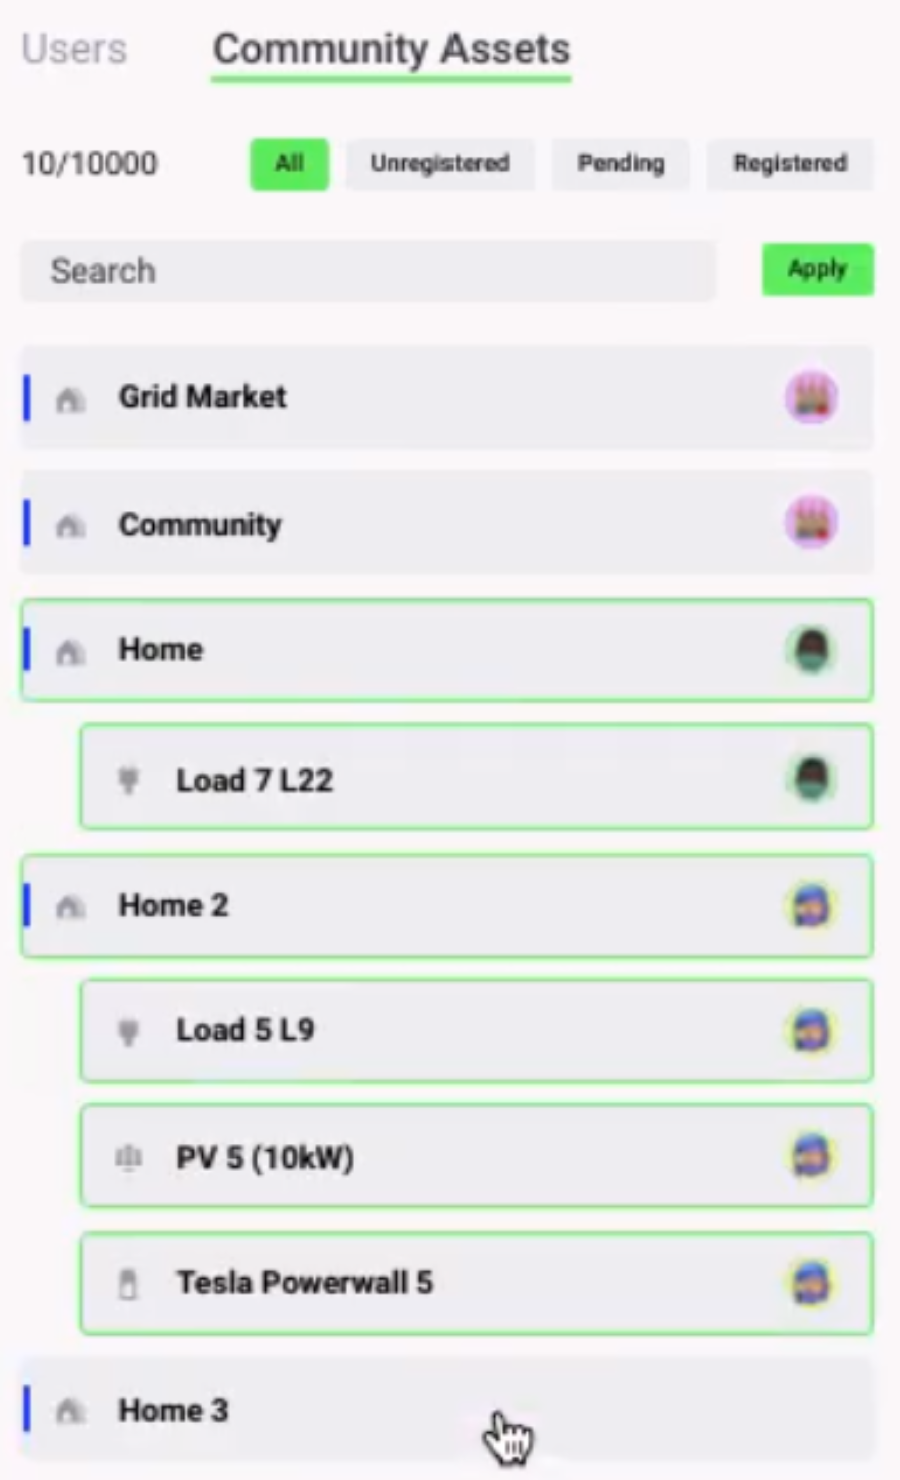 Users Community Assets
10/10000 All Unregistered Pending Registered
Search Apply
Grid Market
Community
Home
Load 7 L22
Home 2
Load 5 L9
PV 5 (10kW)
Tesla Powerwall 5
Home 3